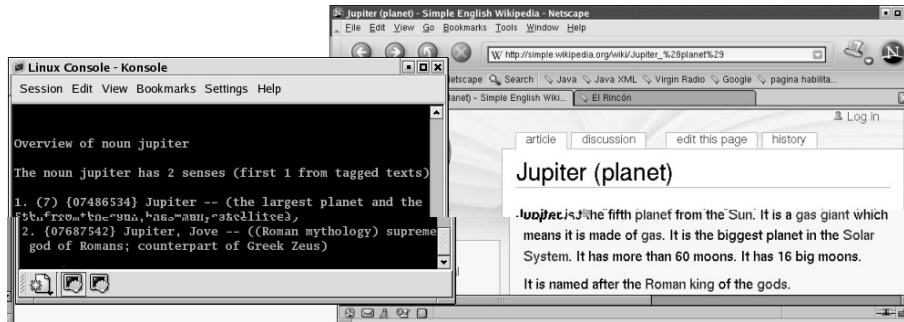 Jupiter (planet) - Simple English Wikipedia - Netscape
File Edit View Go Bookmarks Tools Window Help
http://simple.wikipedia.org/wiki/Jupiter_%28planet%29
N
etscape Search Java Java XML Virgin Radio Google pagina habilita...
lanet) - Simple English Wiki... El Rincón
Log in
article discussion edit this page history
Jupiter (planet)
Jupiter is the fifth planet from the Sun. It is a gas giant which
means it is made of gas. It is the biggest planet in the Solar
System. It has more than 60 moons. It has 16 big moons.
It is named after the Roman king of the gods.
Linux Console - Konsole
Session Edit View Bookmarks Settings Help
Overview of noun jupiter
The noun jupiter has 2 senses (first 1 from tagged texts)
1. (7) {07486534} Jupiter -- (the largest planet and the
2. (07687542} Jupiter, Jove -- ((Roman mythology) supreme
god of Romans; counterpart of Greek Zeus)